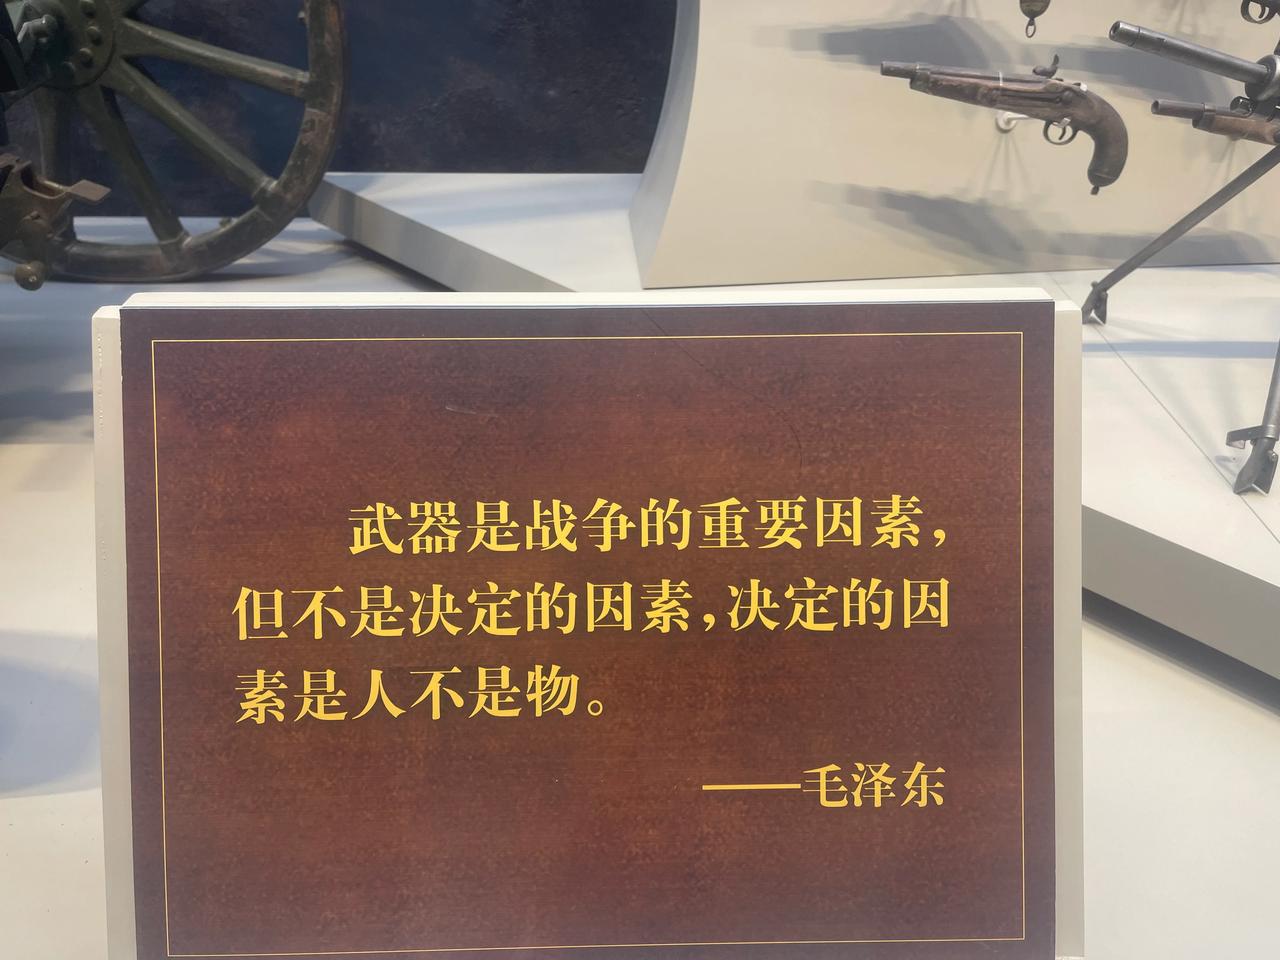 武器是战争的重要因素，
但不是决定的因素，决定的因
素是人不是物。
——毛泽东